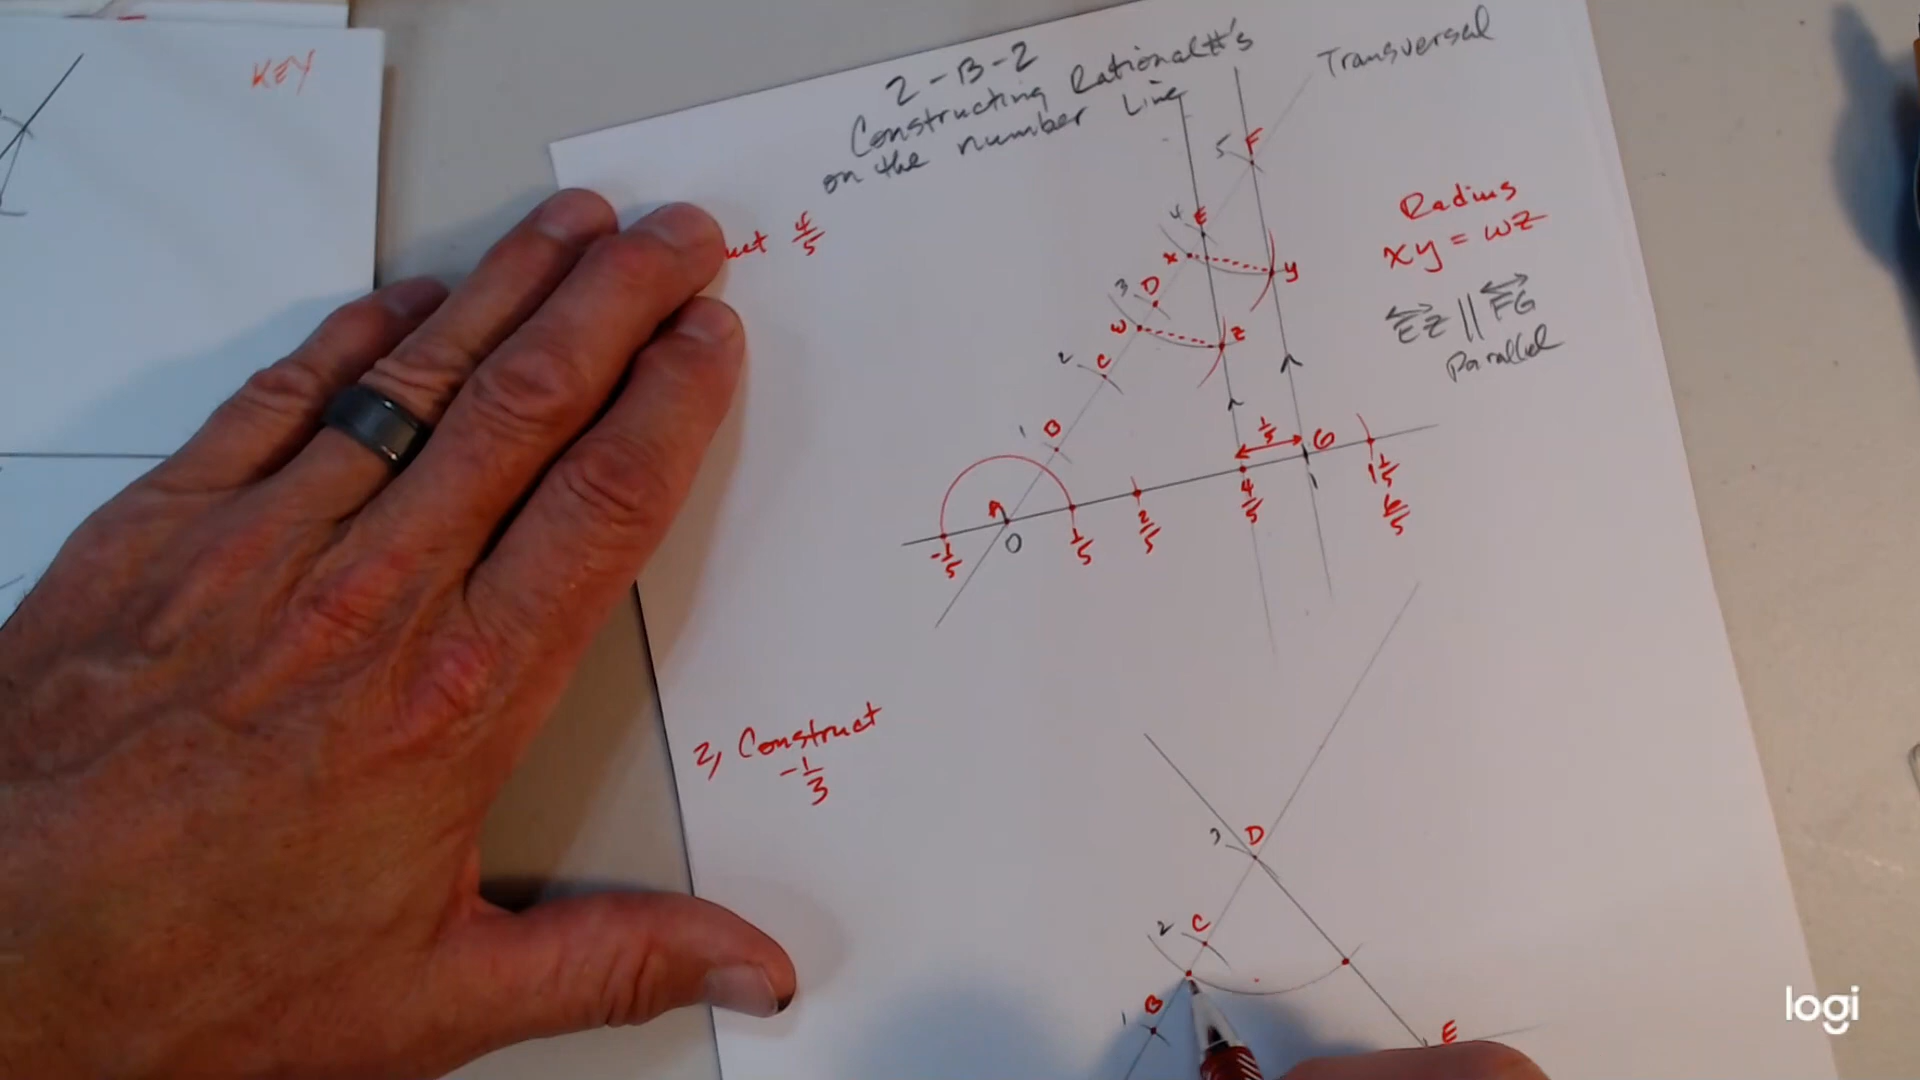 KEY
2-B-2
Constructing Rational #'s
on the number Line
Transversal
4/5
5 F
4 E
x y
3 D
w z
2 C
1 B
A
Radius
xy = wz
EZ || FG
Parallel
1/5
G
-1/5 0 1/5 2/5 4/5 1 1 1/5
6/5
2, Construct
-1/3
3 D
2 C
1 B
E
logi